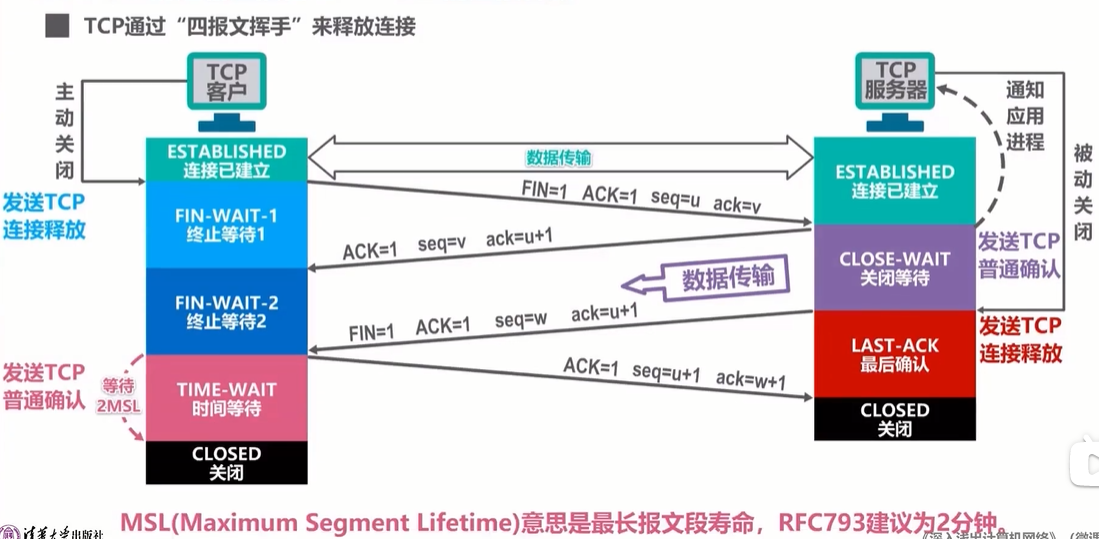 TCP通过“四报文挥手”来释放连接
TCP
客户
TCP
服务器
主动关闭
通知
应用
进程
被动关闭
ESTABLISHED
连接已建立
数据传输
ESTABLISHED
连接已建立
发送TCP
连接释放
FIN=1 ACK=1 seq=u ack=v
FIN-WAIT-1
终止等待1
ACK=1 seq=v ack=u+1
CLOSE-WAIT
关闭等待
发送TCP
普通确认
数据传输
FIN-WAIT-2
终止等待2
FIN=1 ACK=1 seq=w ack=u+1
发送TCP
连接释放
LAST-ACK
最后确认
发送TCP
普通确认
等待
2MSL
TIME-WAIT
时间等待
ACK=1 seq=u+1 ack=w+1
CLOSED
关闭
CLOSED
关闭
MSL(Maximum Segment Lifetime)意思是最长报文段寿命，RFC793建议为2分钟。
清华大学出版社
《深入浅出计算机网络》（微课